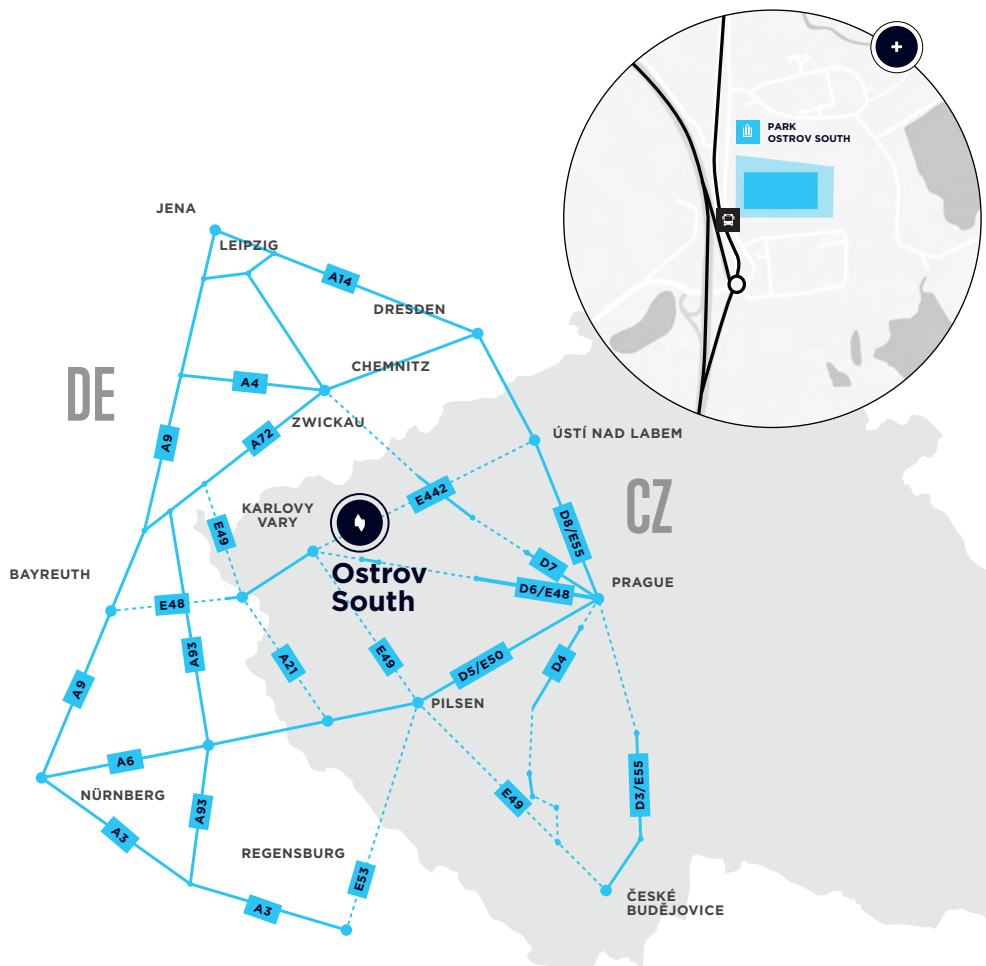 PARK
OSTROV SOUTH
JENA
LEIPZIG
A14
DRESDEN
CHEMNITZ
DE
A4
ZWICKAU
A72
A9
ÚSTÍ NAD LABEM
E442
CZ
KARLOVY
VARY
E49
D8/E55
D7
Ostrov
South
BAYREUTH
PRAGUE
D6/E48
E48
A93
A21
E49
D5/E50
D4
A9
PILSEN
A6
NÜRNBERG
D3/E55
E49
A93
A3
REGENSBURG
E53
A3
ČESKÉ
BUDĚJOVICE